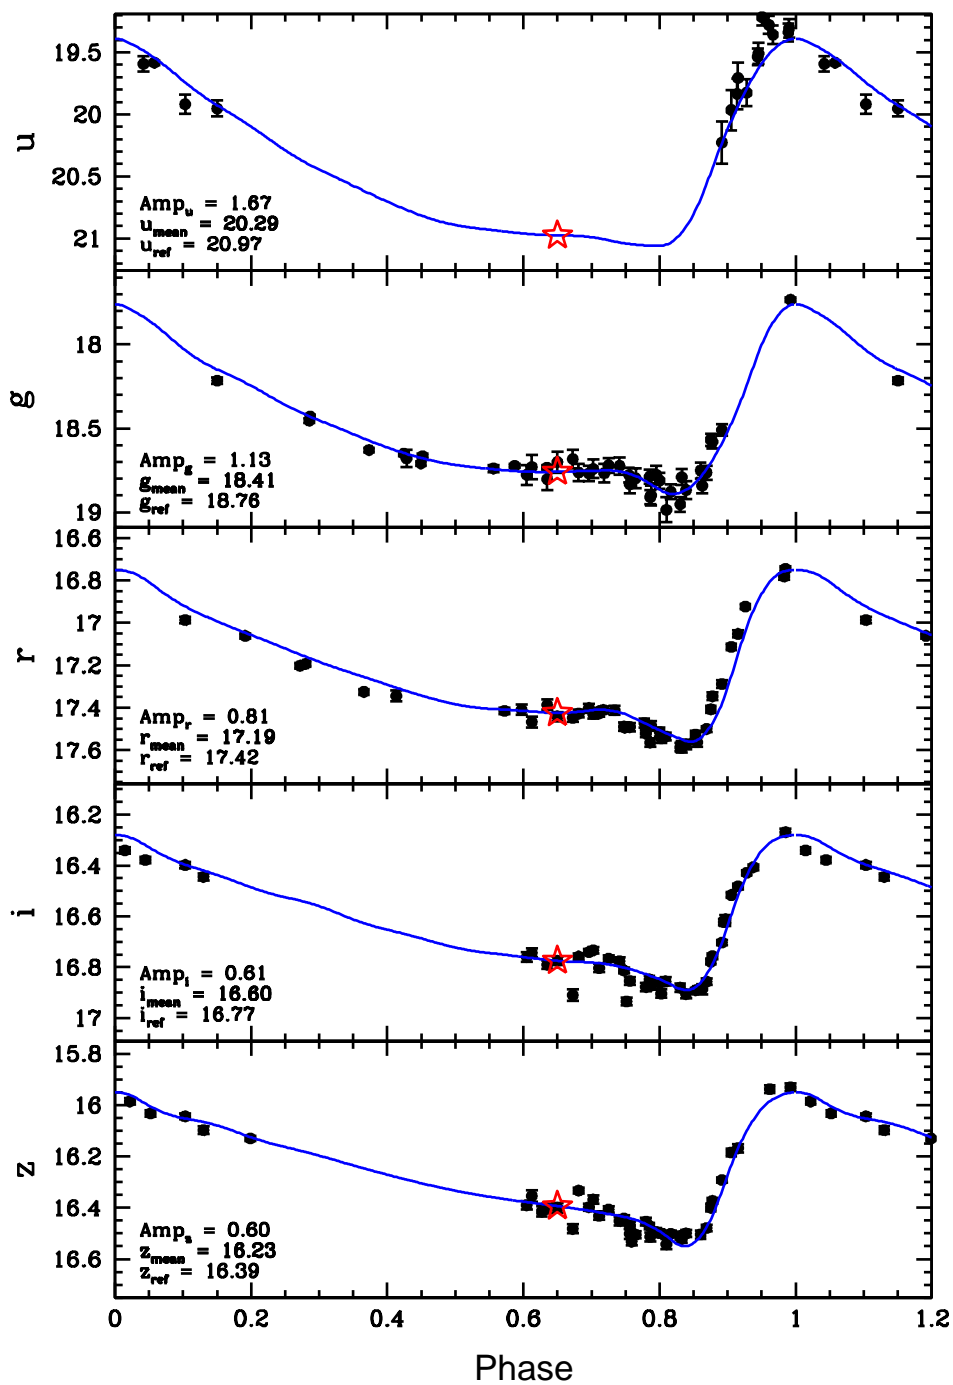 19.5
20
20.5
21
u
Amp_u = 1.67
u_mean = 20.29
u_ref = 20.97
18
18.5
19
g
Amp_g = 1.13
g_mean = 18.41
g_ref = 18.76
16.6
16.8
17
17.2
17.4
17.6
r
Amp_r = 0.81
r_mean = 17.19
r_ref = 17.42
16.2
16.4
16.6
16.8
17
i
Amp_i = 0.61
i_mean = 16.60
i_ref = 16.77
15.8
16
16.2
16.4
16.6
z
Amp_z = 0.60
z_mean = 16.23
z_ref = 16.39
0 0.2 0.4 0.6 0.8 1 1.2
Phase